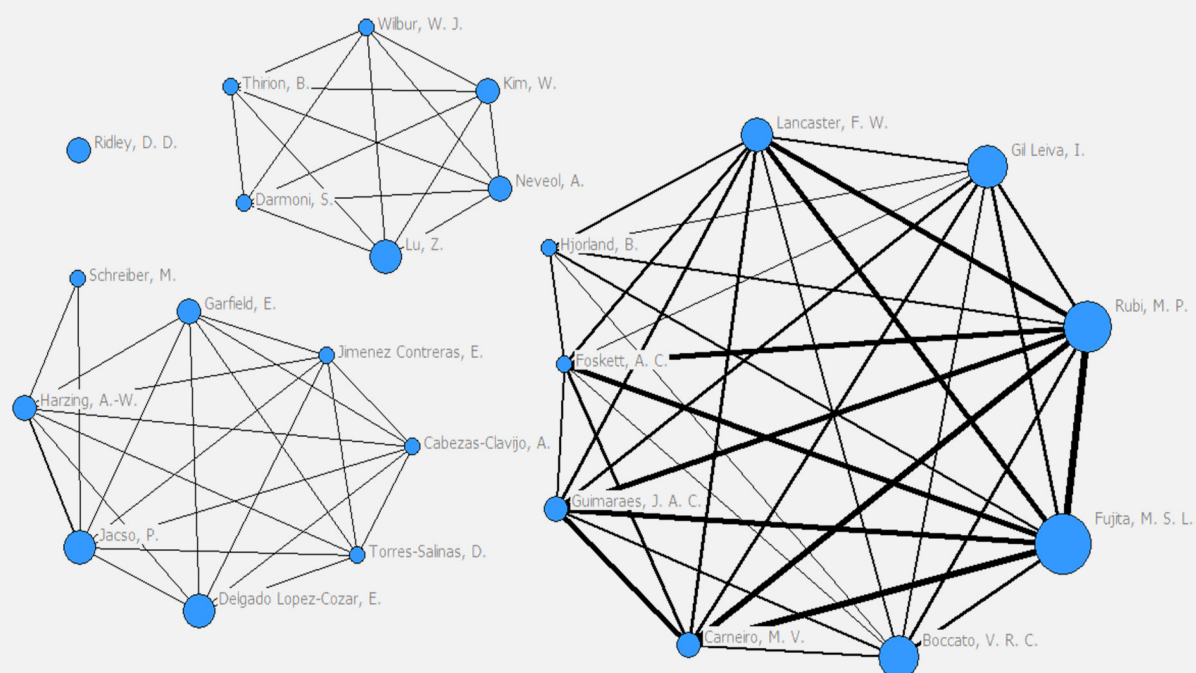 Wilbur, W. J.
Thirion, B.
Kim, W.
Ridley, D. D.
Neveol, A.
Darmoni, S.
Lu, Z.
Schreiber, M.
Garfield, E.
Jimenez Contreras, E.
Harzing, A.-W.
Cabezas-Clavijo, A.
Jacso, P.
Torres-Salinas, D.
Delgado Lopez-Cozar, E.
Lancaster, F. W.
Gil Leiva, I.
Hjorland, B.
Rubi, M. P.
Foskett, A. C.
Guimaraes, J. A. C.
Fujita, M. S. L.
Carneiro, M. V.
Boccato, V. R. C.